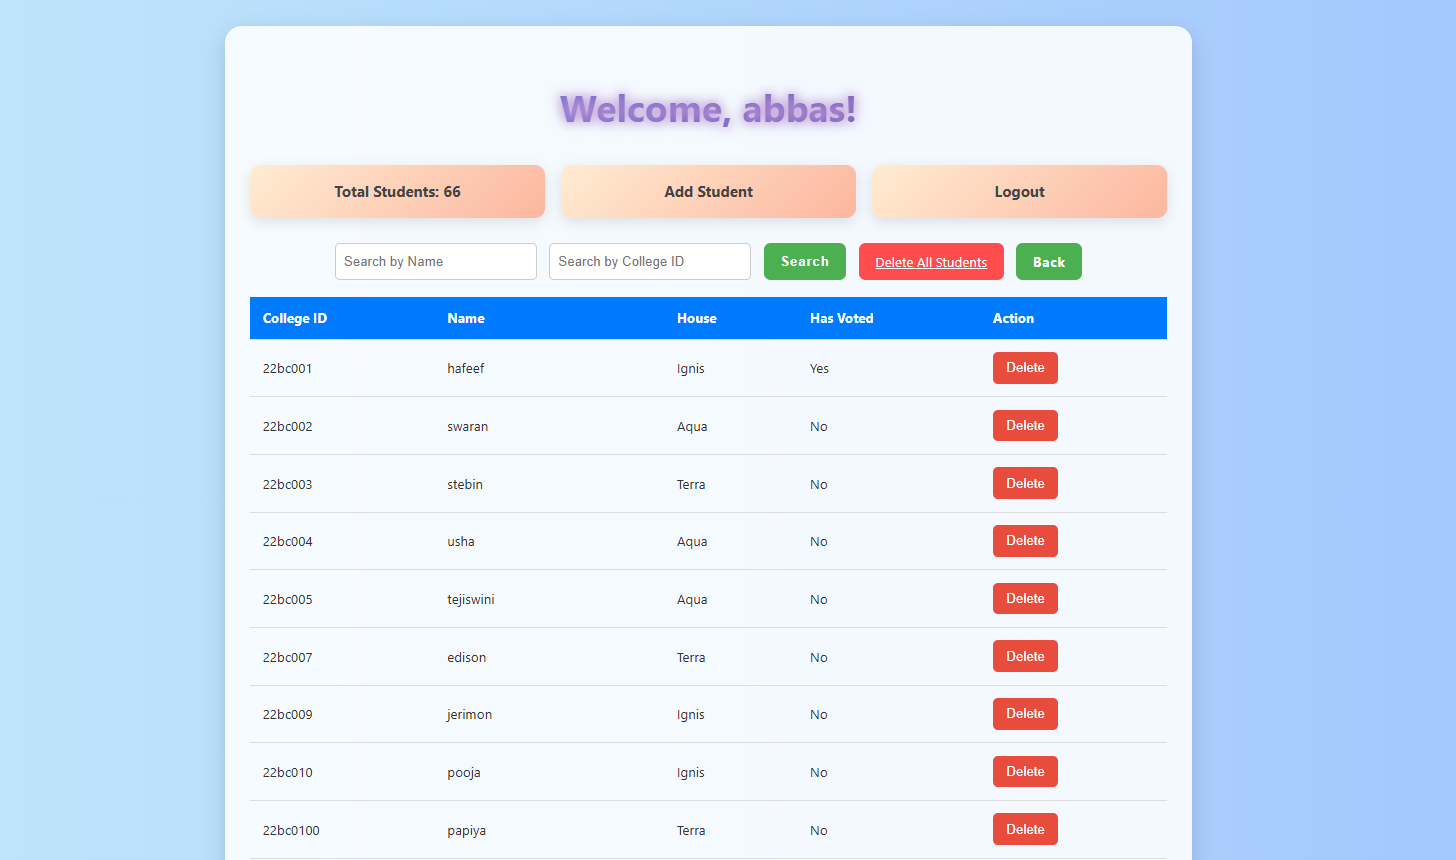 Welcome, abbas!
Total Students: 66 Add Student Logout
Search by Name Search by College ID Search Delete All Students Back
College ID Name House Has Voted Action
22bc001 hafeef Ignis Yes Delete
22bc002 swaran Aqua No Delete
22bc003 stebin Terra No Delete
22bc004 usha Aqua No Delete
22bc005 tejiswini Aqua No Delete
22bc007 edison Terra No Delete
22bc009 jerimon Ignis No Delete
22bc010 pooja Ignis No Delete
22bc0100 papiya Terra No Delete